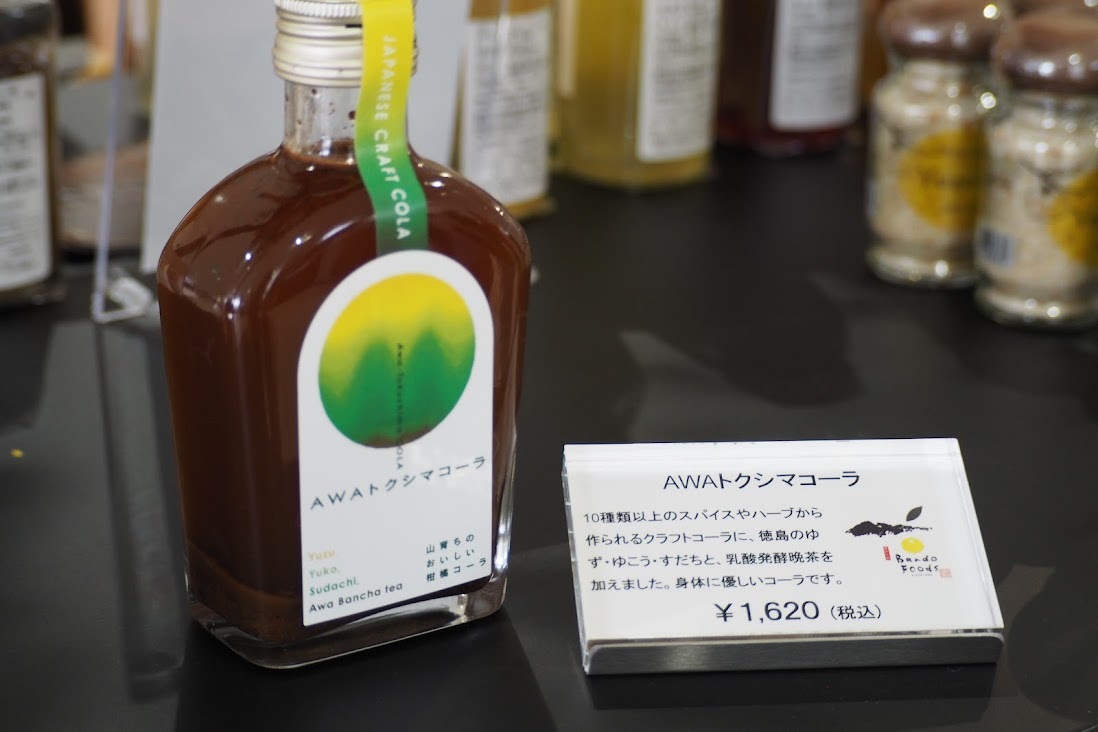 JAPANESE CRAFT COLA
Awa Tokushima COLA
AWAトクシマコーラ
Yuzu,
Yuko,
Sudachi,
Awa Bancha tea
山育ちの
おいしい
柑橘コーラ
AWAトクシマコーラ
10種類以上のスパイスやハーブから
作られるクラフトコーラに、徳島のゆ
ず・ゆこう・すだちと、乳酸発酵晩茶を
加えました。身体に優しいコーラです。
¥1,620(税込)
Bando
Foods